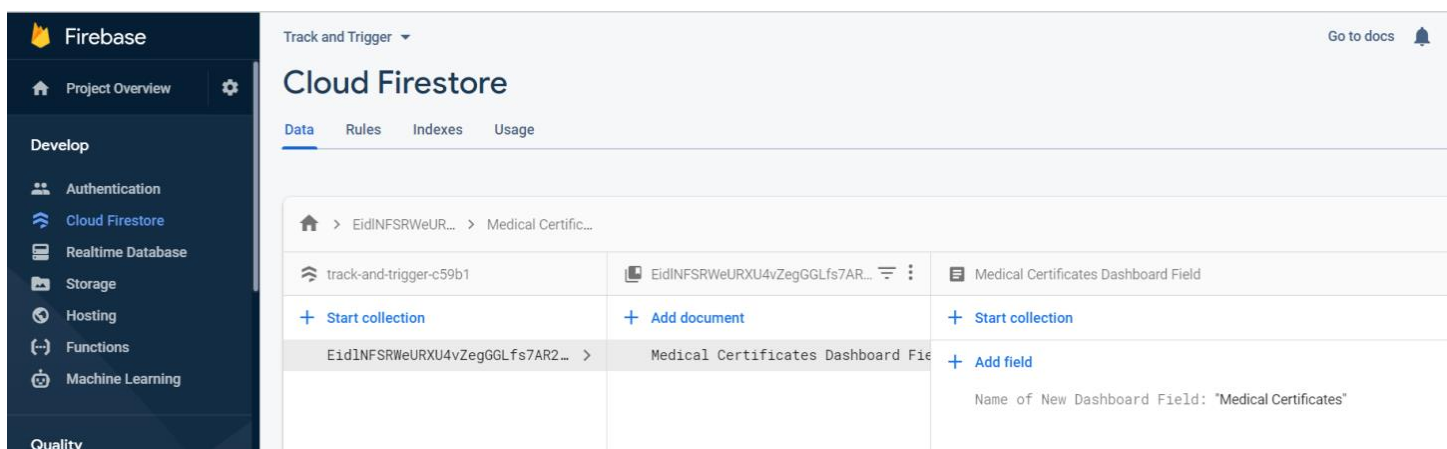 Firebase
Project Overview
Develop
Authentication
Cloud Firestore
Realtime Database
Storage
Hosting
Functions
Machine Learning
Quality
Track and Trigger
Go to docs
Cloud Firestore
Data Rules Indexes Usage
EidlNFSRWeUR... > Medical Certific...
track-and-trigger-c59b1
EidlNFSRWeURXU4vZegGGLfs7AR...
Medical Certificates Dashboard Field
+ Start collection
+ Add document
+ Start collection
EidlNFSRWeURXU4vZegGGLfs7AR2... >
Medical Certificates Dashboard Fie
+ Add field
Name of New Dashboard Field: "Medical Certificates"